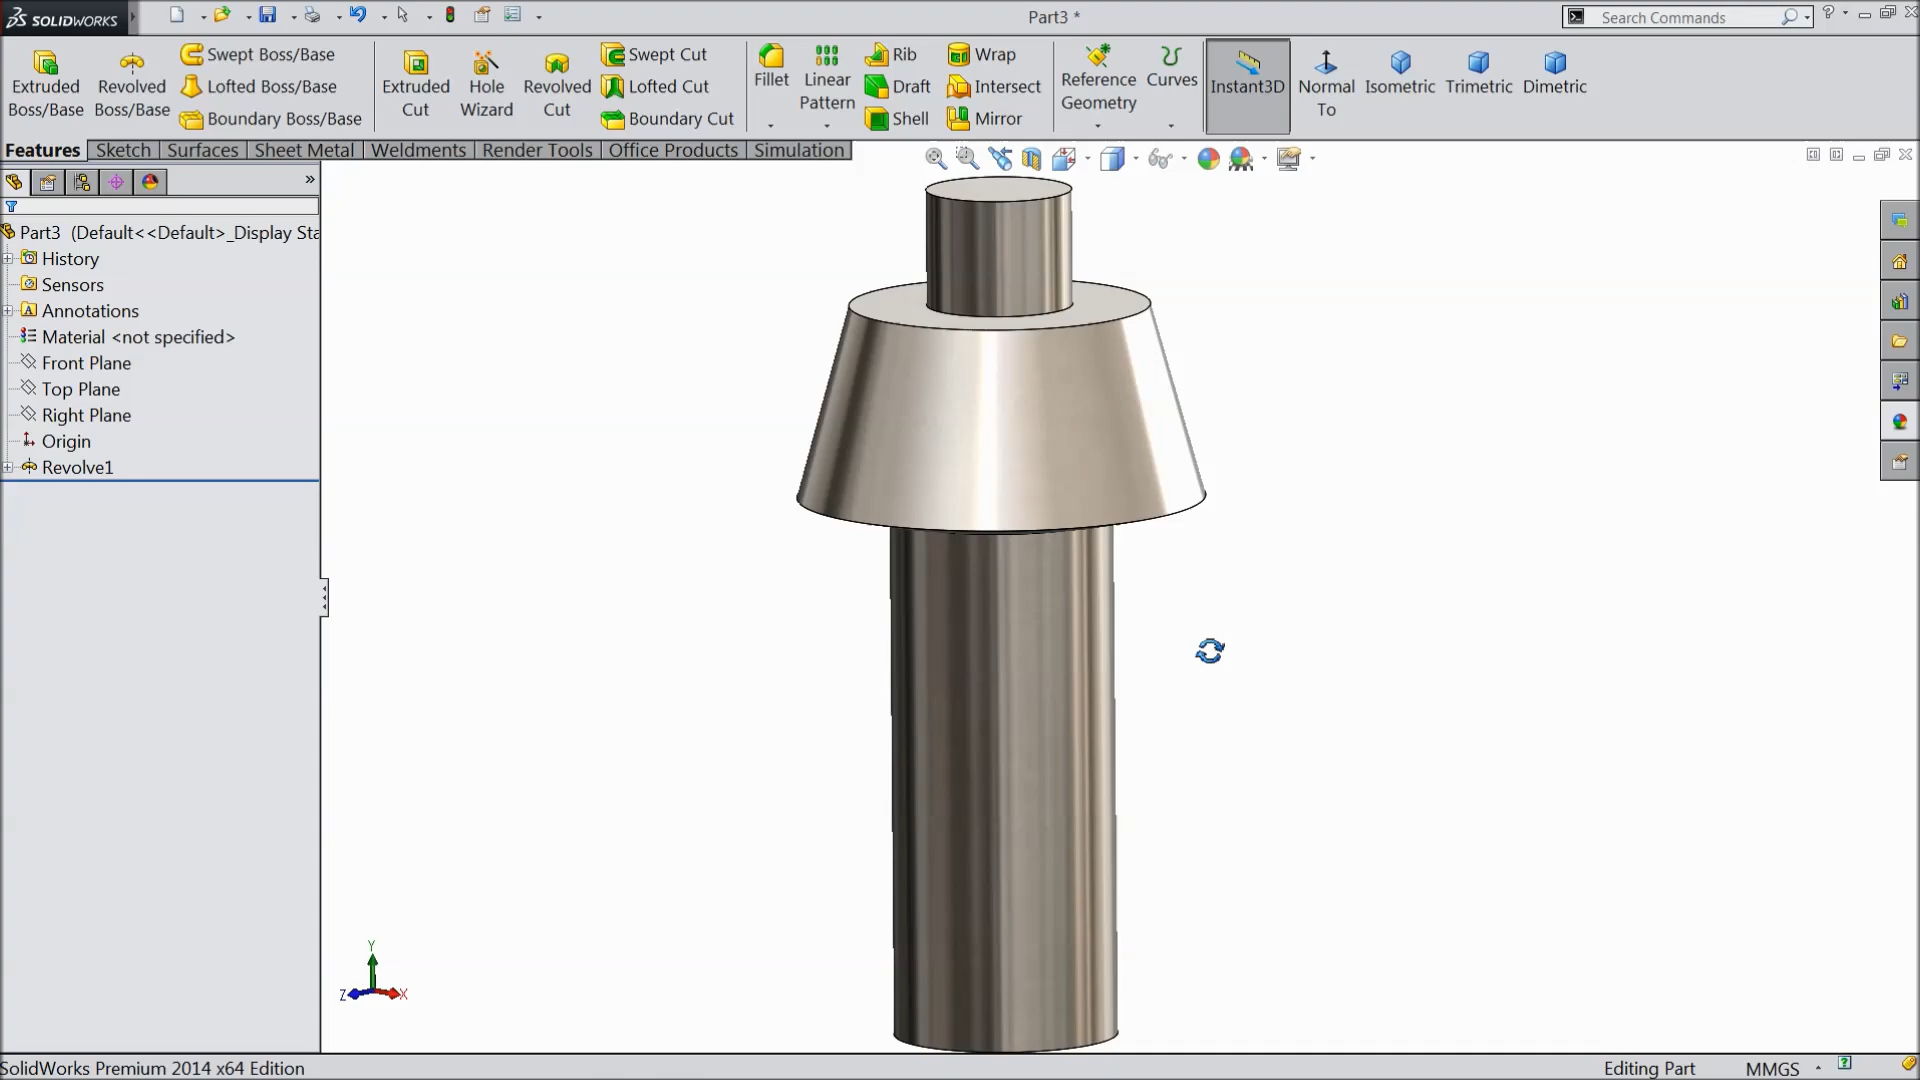 SOLIDWORKS
Part3 *
Search Commands
?
Extruded Boss/Base
Revolved Boss/Base
Swept Boss/Base
Lofted Boss/Base
Boundary Boss/Base
Extruded Cut
Hole Wizard
Revolved Cut
Swept Cut
Lofted Cut
Boundary Cut
Fillet
Linear Pattern
Rib
Draft
Shell
Wrap
Intersect
Mirror
Reference Geometry
Curves
Instant3D
Normal To
Isometric
Trimetric
Dimetric
Features
Sketch
Surfaces
Sheet Metal
Weldments
Render Tools
Office Products
Simulation
»
Part3 (Default<<Default>_Display Sta
History
Sensors
Annotations
Material <not specified>
Front Plane
Top Plane
Right Plane
Origin
Revolve1
Y
Z
X
SolidWorks Premium 2014 x64 Edition
Editing Part
MMGS
?